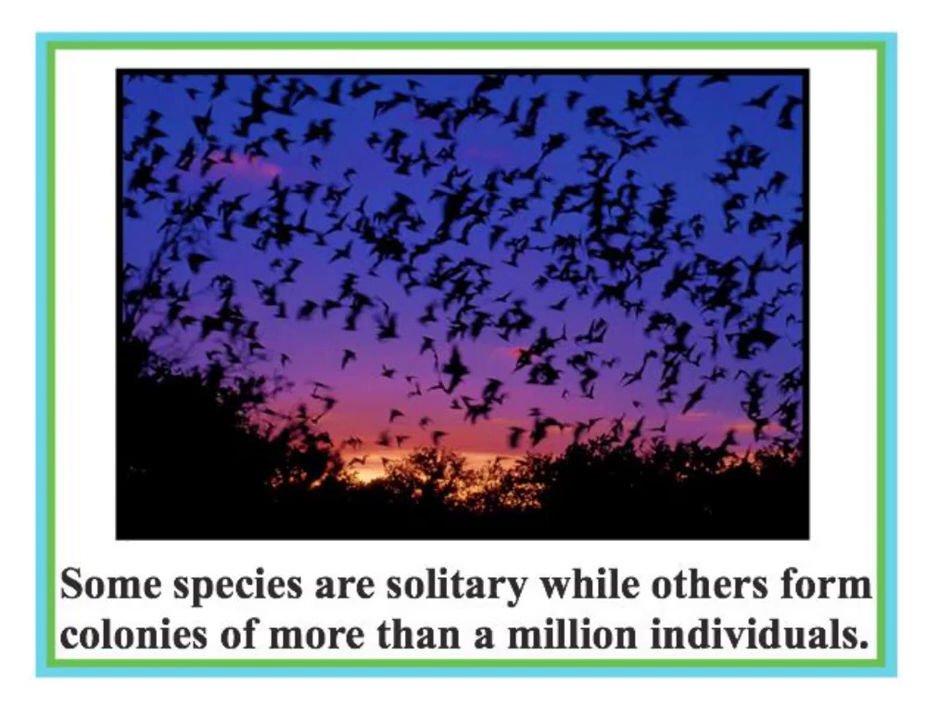 Some species are solitary while others form
colonies of more than a million individuals.